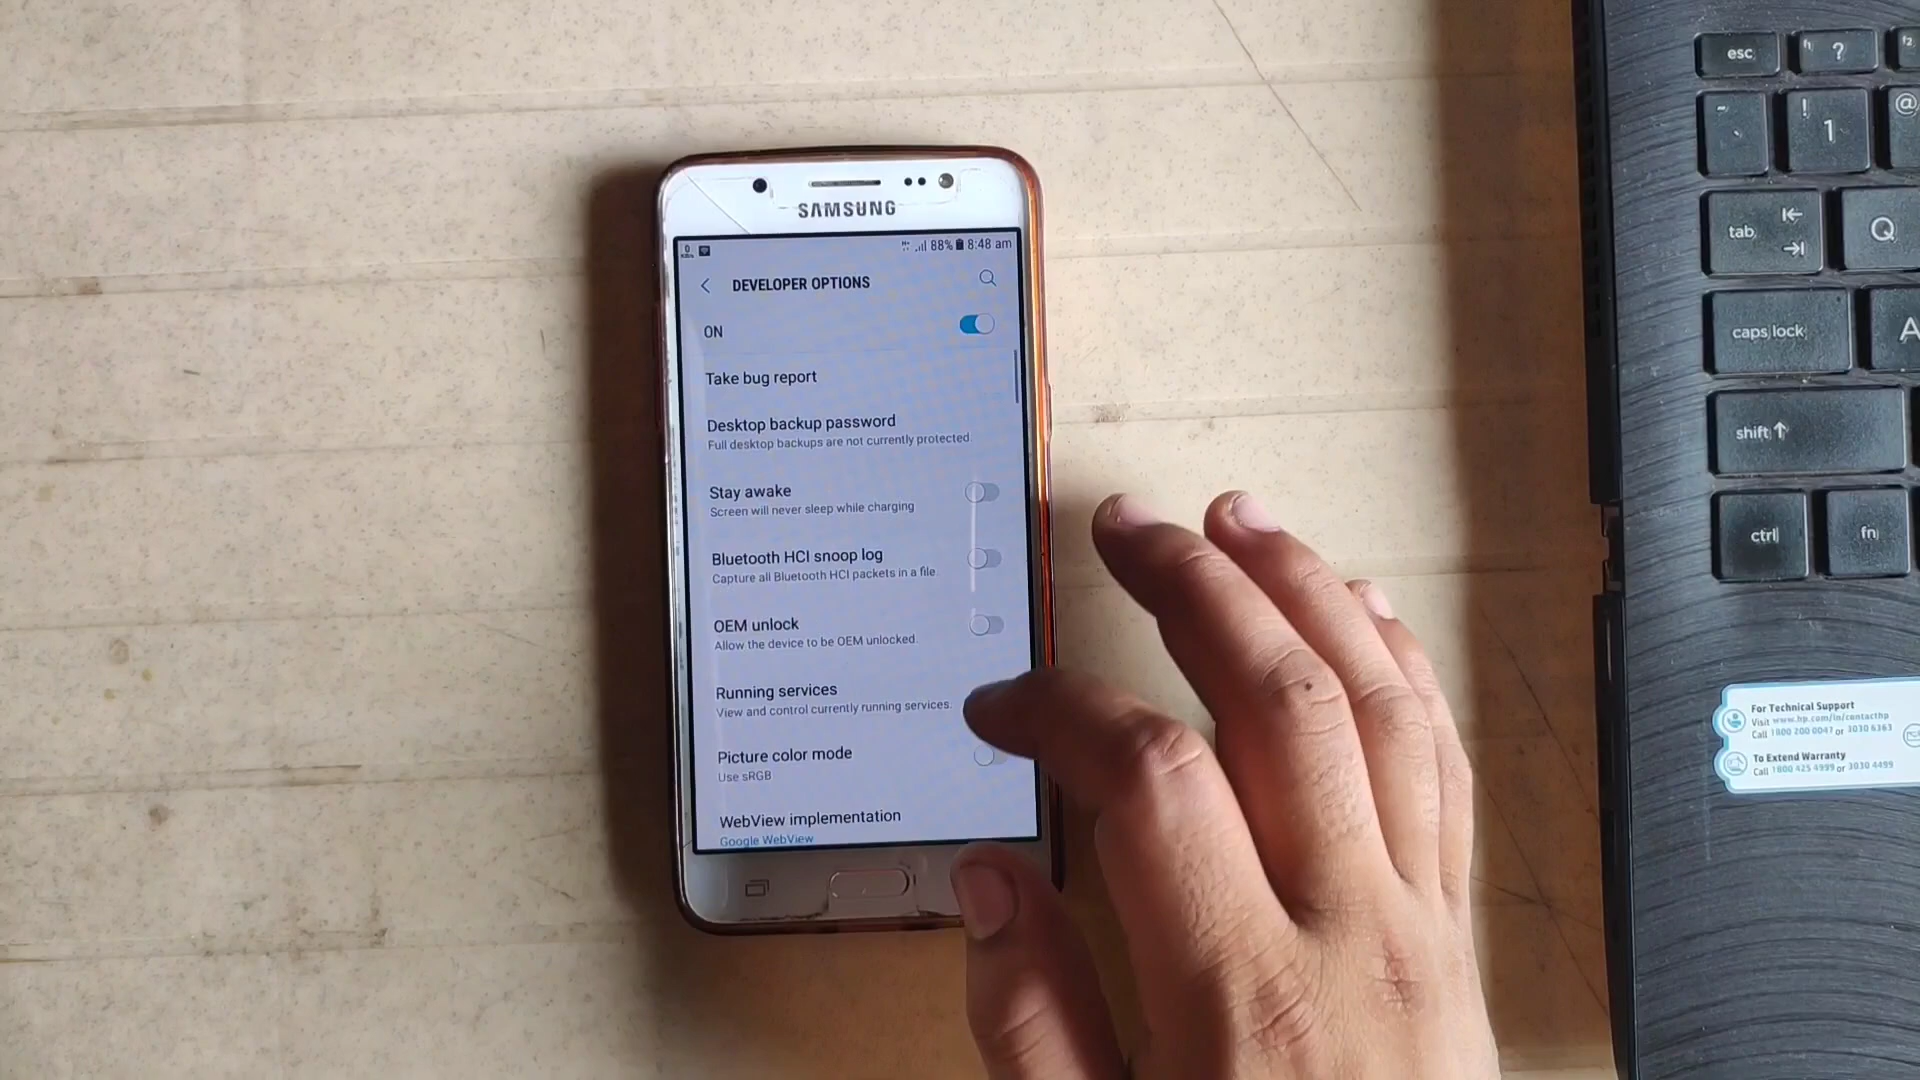 SAMSUNG
88% 8:48 am
DEVELOPER OPTIONS
ON
Take bug report
Desktop backup password
Full desktop backups are not currently protected.
Stay awake
Screen will never sleep while charging
Bluetooth HCI snoop log
Capture all Bluetooth HCI packets in a file.
OEM unlock
Allow the device to be OEM unlocked.
Running services
View and control currently running services.
Picture color mode
Use sRGB
WebView implementation
Google WebView
esc
f1 ?
f2
~ `
! 1
@
tab
Q
caps lock
A
shift
ctrl
fn
For Technical Support
Visit www.hp.com/in/contacthp
Call 1800 200 0047 or 3030 6363
To Extend Warranty
Call 1800 425 4999 or 3030 4499